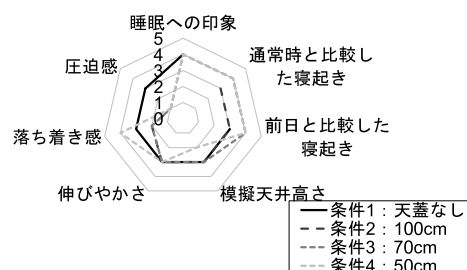 睡眠への印象
5
4
3
2
1
0
通常時と比較し
た寝起き
前日と比較した
寝起き
模擬天井高さ
伸びやかさ
落ち着き感
圧迫感
条件1：天蓋なし
条件2：100cm
条件3：70cm
条件4：50cm